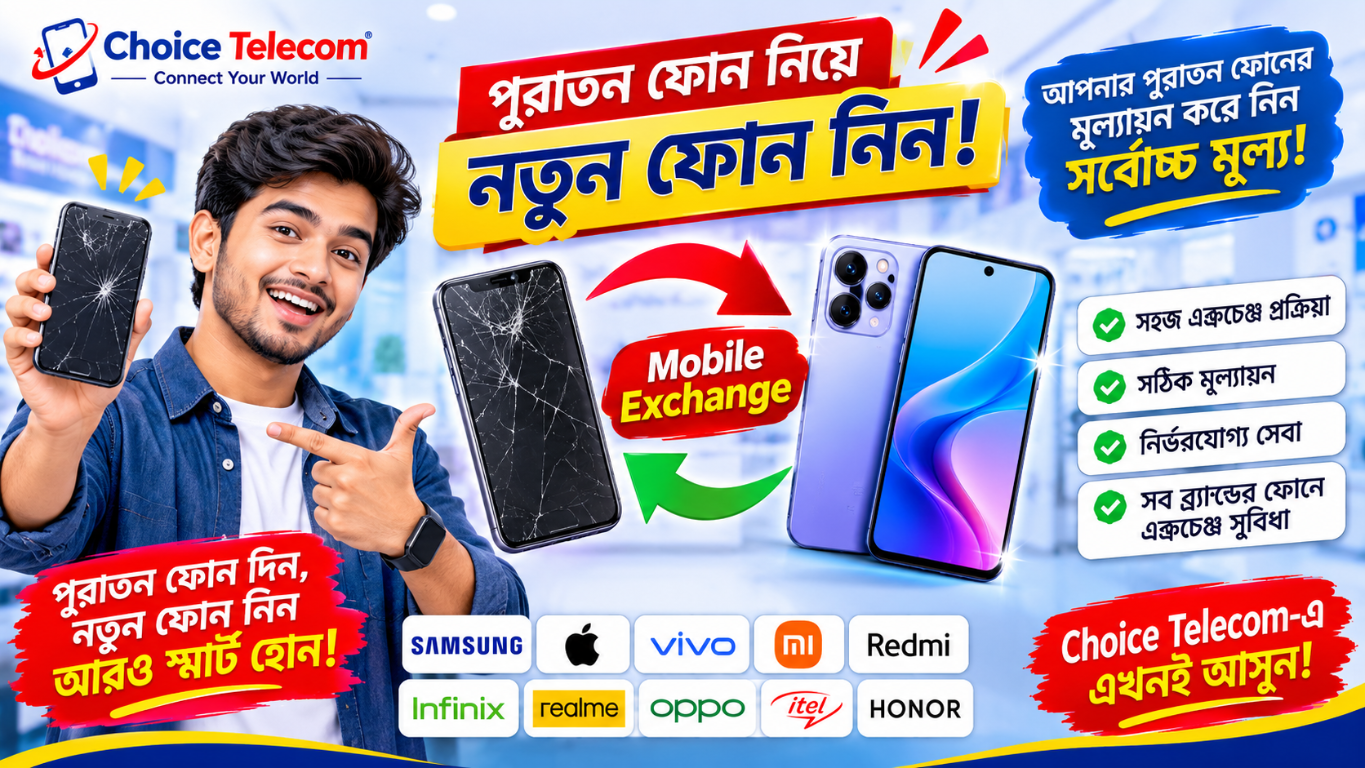 Choice Telecom®
Connect Your World
পুরাতন ফোন নিয়ে
নতুন ফোন নিন!
আপনার পুরাতন ফোনের
মূল্যায়ন করে নিন
সর্বোচ্চ মূল্য!
Mobile
Exchange
সহজ এক্সচেঞ্জ প্রক্রিয়া
সঠিক মূল্যায়ন
নির্ভরযোগ্য সেবা
সব ব্র্যান্ডের ফোনে
এক্সচেঞ্জ সুবিধা
পুরাতন ফোন দিন,
নতুন ফোন নিন
আরও স্মার্ট হোন!
SAMSUNG
vivo
mi
Redmi
Infinix
realme
oppo
itel
HONOR
Choice Telecom-এ
এখনই আসুন!